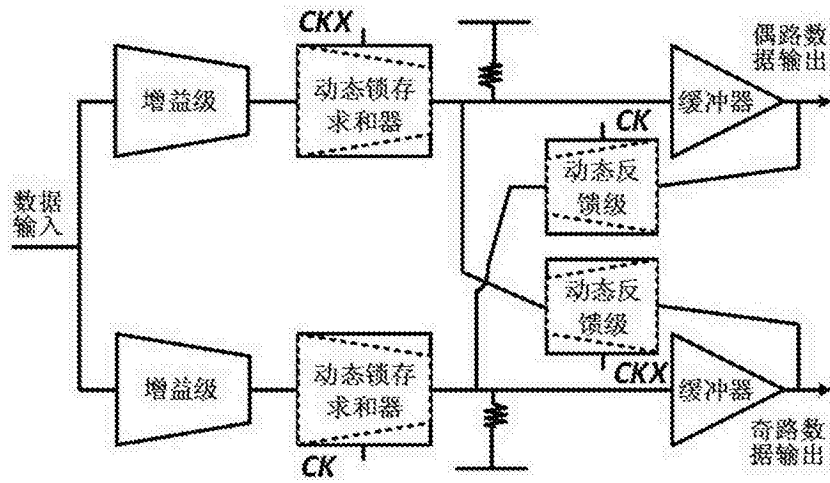 CKX
偶路数
据输出
增益级
动态锁存
求和器
缓冲器
CK
动态反
馈级
数据
输入
动态反
馈级
CKX
增益级
动态锁存
求和器
缓冲器
CK
奇路数
据输出